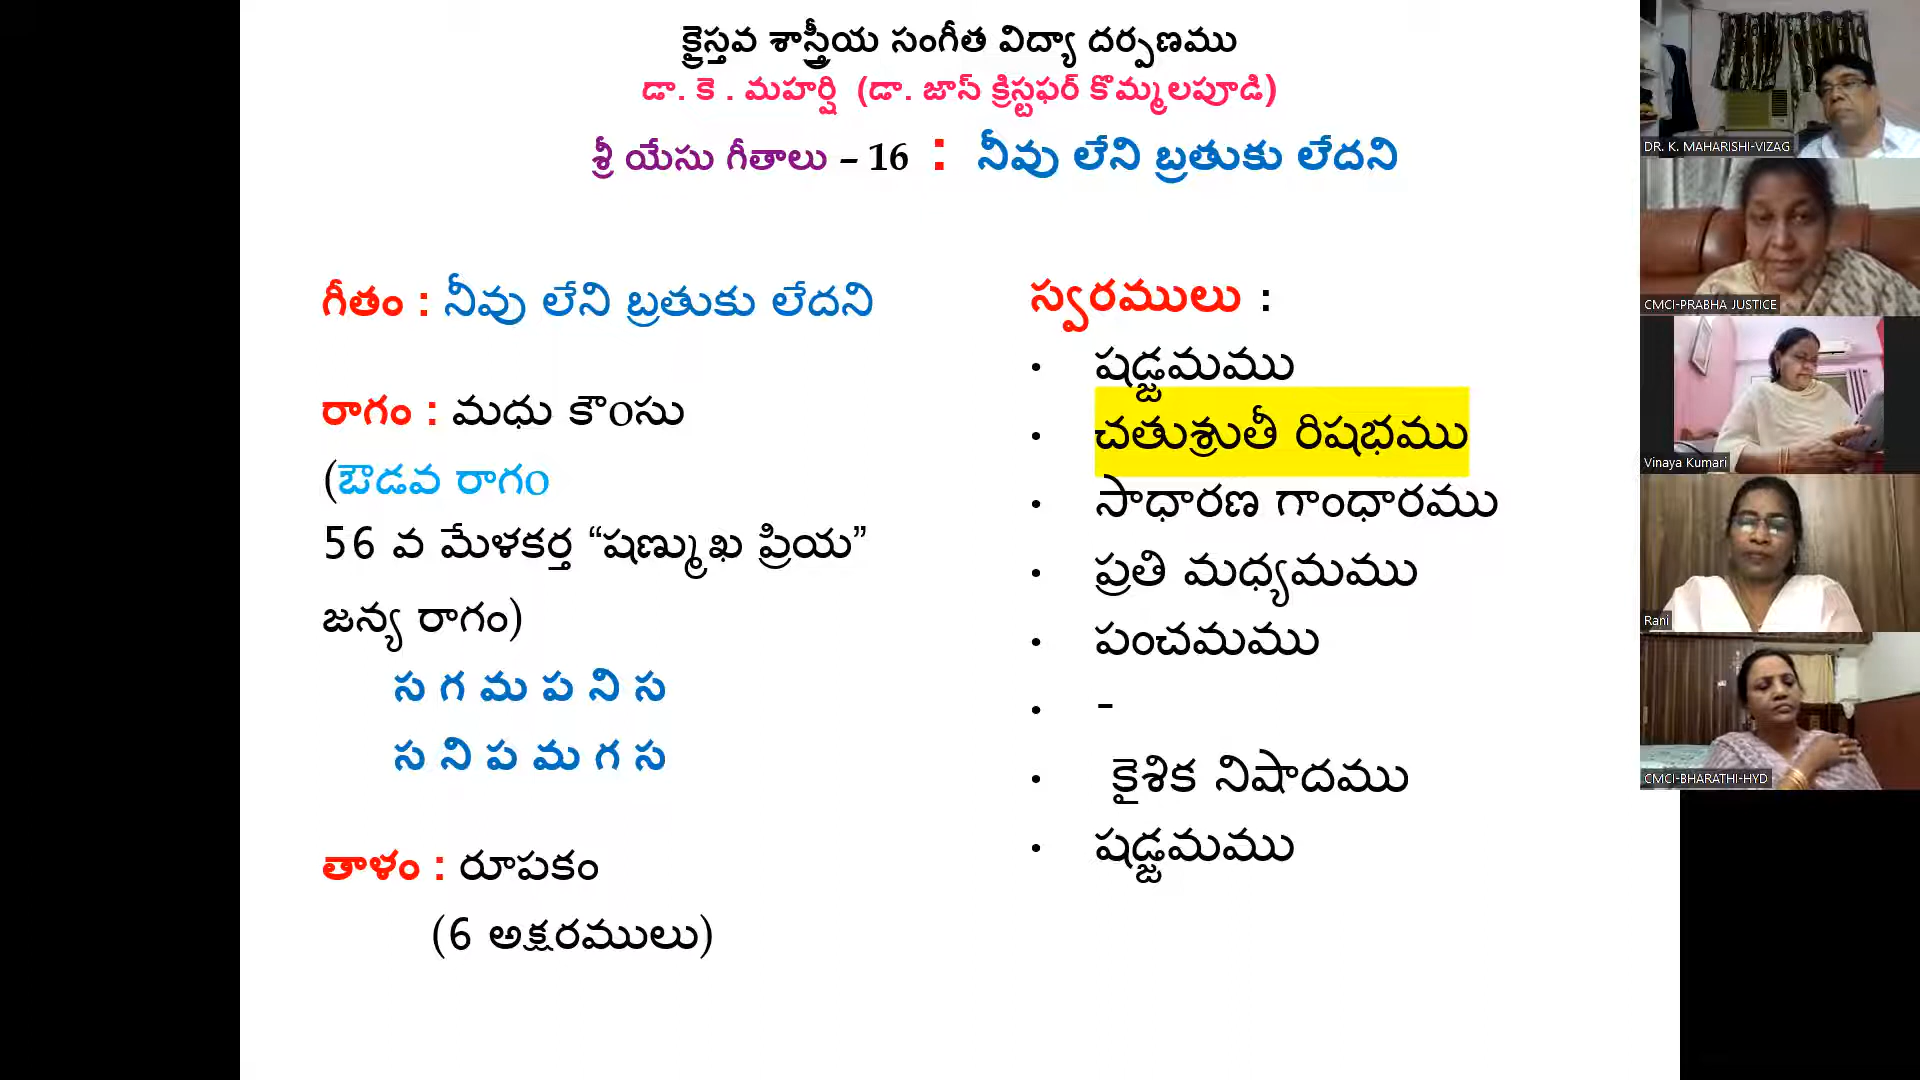 క్రైస్తవ శాస్త్రీయ సంగీత విద్యా దర్పణము
డా. కె . మహర్షి (డా. జాస్ క్రిస్టఫర్ కొమ్మలపూడి)
శ్రీ యేసు గీతాలు – 16 : నీవు లేని బ్రతుకు లేదని
గీతం : నీవు లేని బ్రతుకు లేదని
రాగం : మధు కౌంసు
(ఔడవ రాగం
56 వ మేళకర్త “షణ్ముఖ ప్రియ”
జన్య రాగం)
స గ మ ప ని స
స ని ప మ గ స
తాళం : రూపకం
(6 అక్షరములు)
స్వరములు :
• షడ్జమము
• చతుశ్రుతీ రిషభము
• సాధారణ గాంధారము
• ప్రతి మధ్యమము
• పంచమము
• -
• కైశిక నిషాదము
• షడ్జమము
DR. K. MAHARISHI-VIZAG
CMCI-PRABHA JUSTICE
Vinaya Kumari
Rani
CMCI-BHARATHI-HYD